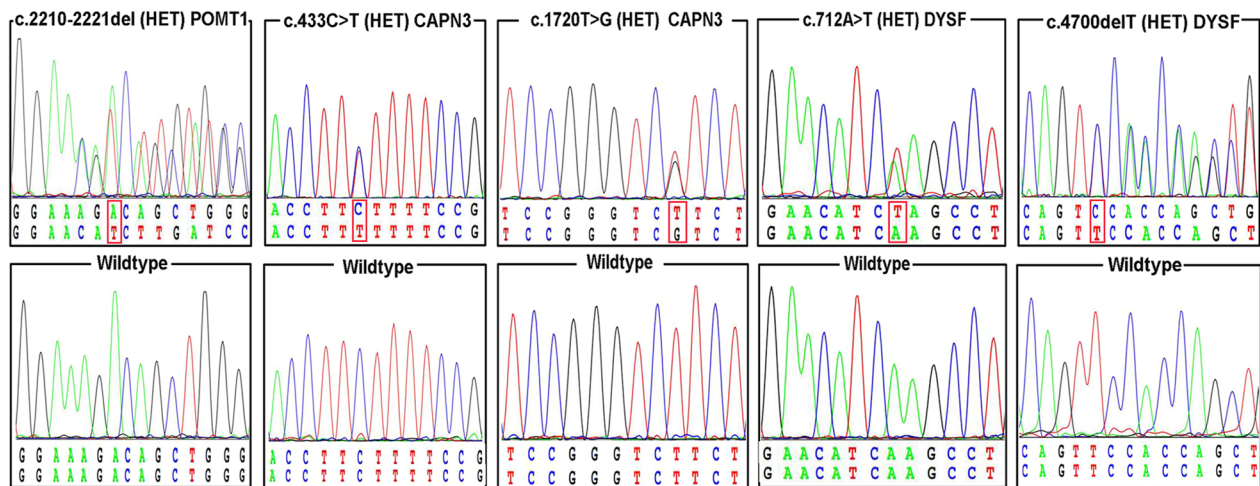 c.2210-2221del (HET) POMT1
G G A A A G A C A G C T G G G
G G A A C A T C T T G A T C C
c.433C>T (HET) CAPN3
A C C T T C T T T T C C G
A C C T T T T T T T C C G
c.1720T>G (HET) CAPN3
T C C G G G T C T T C T
T C C G G G T C G T C T
c.712A>T (HET) DYSF
G A A C A T C T A G C C T
G A A C A T C A A G C C T
c.4700delT (HET) DYSF
C A G T C C A C C A G C T G
C A G T T C C A C C A G C T
Wildtype
G G A A A G A C A G C T G G G
G G A A A G A C A G C T G G G
Wildtype
A C C T T C T T T T C C G
A C C T T C T T T T C C G
Wildtype
T C C G G G T C T T C T
T C C G G G T C T T C T
Wildtype
G A A C A T C A A G C C T
G A A C A T C A A G C C T
Wildtype
C A G T T C C A C C A G C T
C A G T T C C A C C A G C T